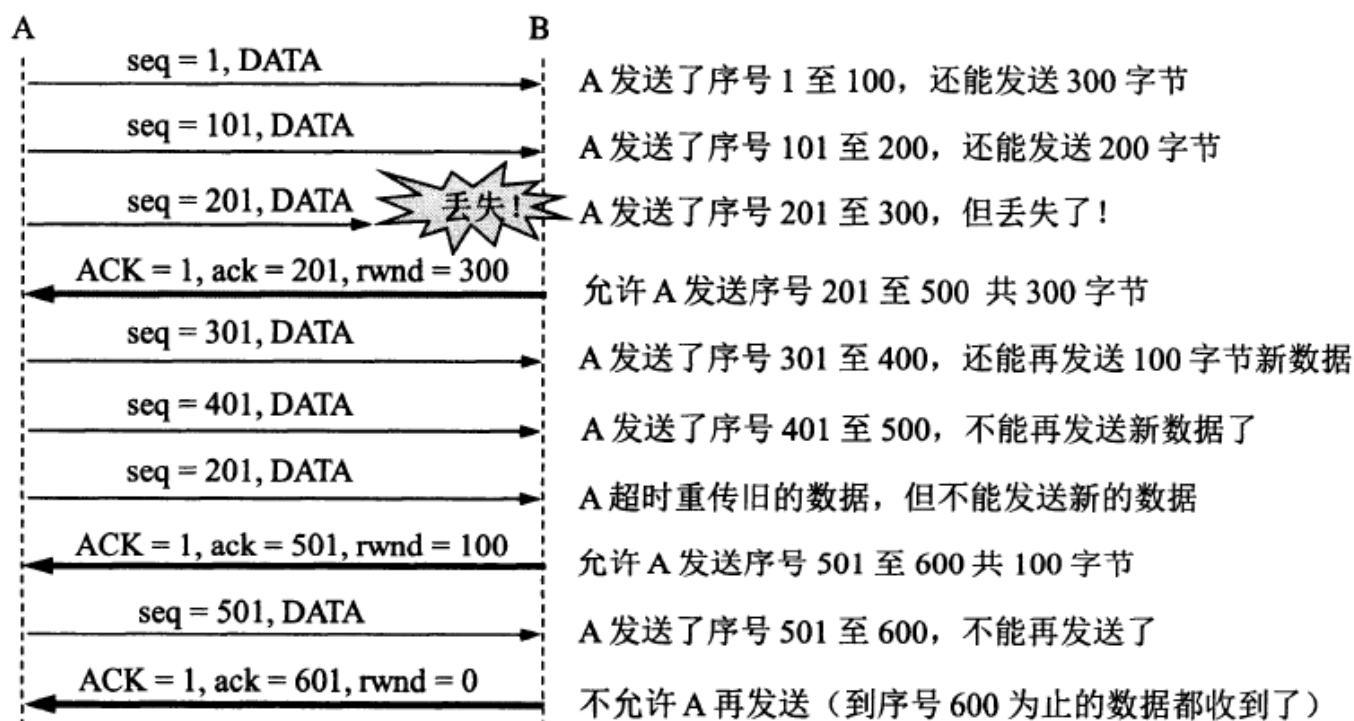 A B
seq = 1, DATA
A 发送了序号 1 至 100，还能发送 300 字节
seq = 101, DATA
A 发送了序号 101 至 200，还能发送 200 字节
seq = 201, DATA
丢失！
A 发送了序号 201 至 300，但丢失了！
ACK = 1, ack = 201, rwnd = 300
允许 A 发送序号 201 至 500 共 300 字节
seq = 301, DATA
A 发送了序号 301 至 400，还能再发送 100 字节新数据
seq = 401, DATA
A 发送了序号 401 至 500，不能再发送新数据了
seq = 201, DATA
A 超时重传旧的数据，但不能发送新的数据
ACK = 1, ack = 501, rwnd = 100
允许 A 发送序号 501 至 600 共 100 字节
seq = 501, DATA
A 发送了序号 501 至 600，不能再发送了
ACK = 1, ack = 601, rwnd = 0
不允许 A 再发送（到序号 600 为止的数据都收到了）